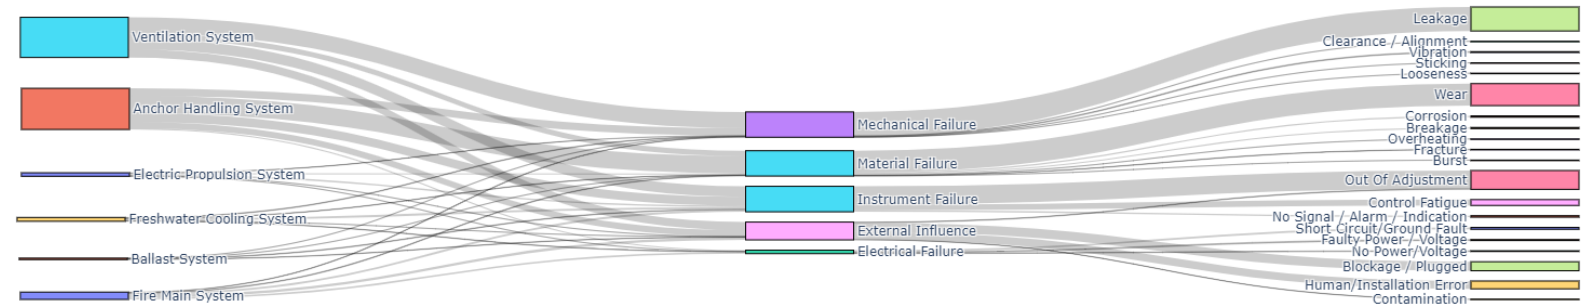 Ventilation System
Anchor Handling System
Electric Propulsion System
Freshwater Cooling System
Ballast System
Fire Main System
Mechanical Failure
Material Failure
Instrument Failure
External Influence
Electrical Failure
Leakage
Clearance / Alignment
Vibration
Sticking
Looseness
Wear
Corrosion
Breakage
Overheating
Fracture
Burst
Out Of Adjustment
Control Fatigue
No Signal / Alarm / Indication
Short Circuit/Ground Fault
Faulty Power / Voltage
No Power/Voltage
Blockage / Plugged
Human/Installation Error
Contamination